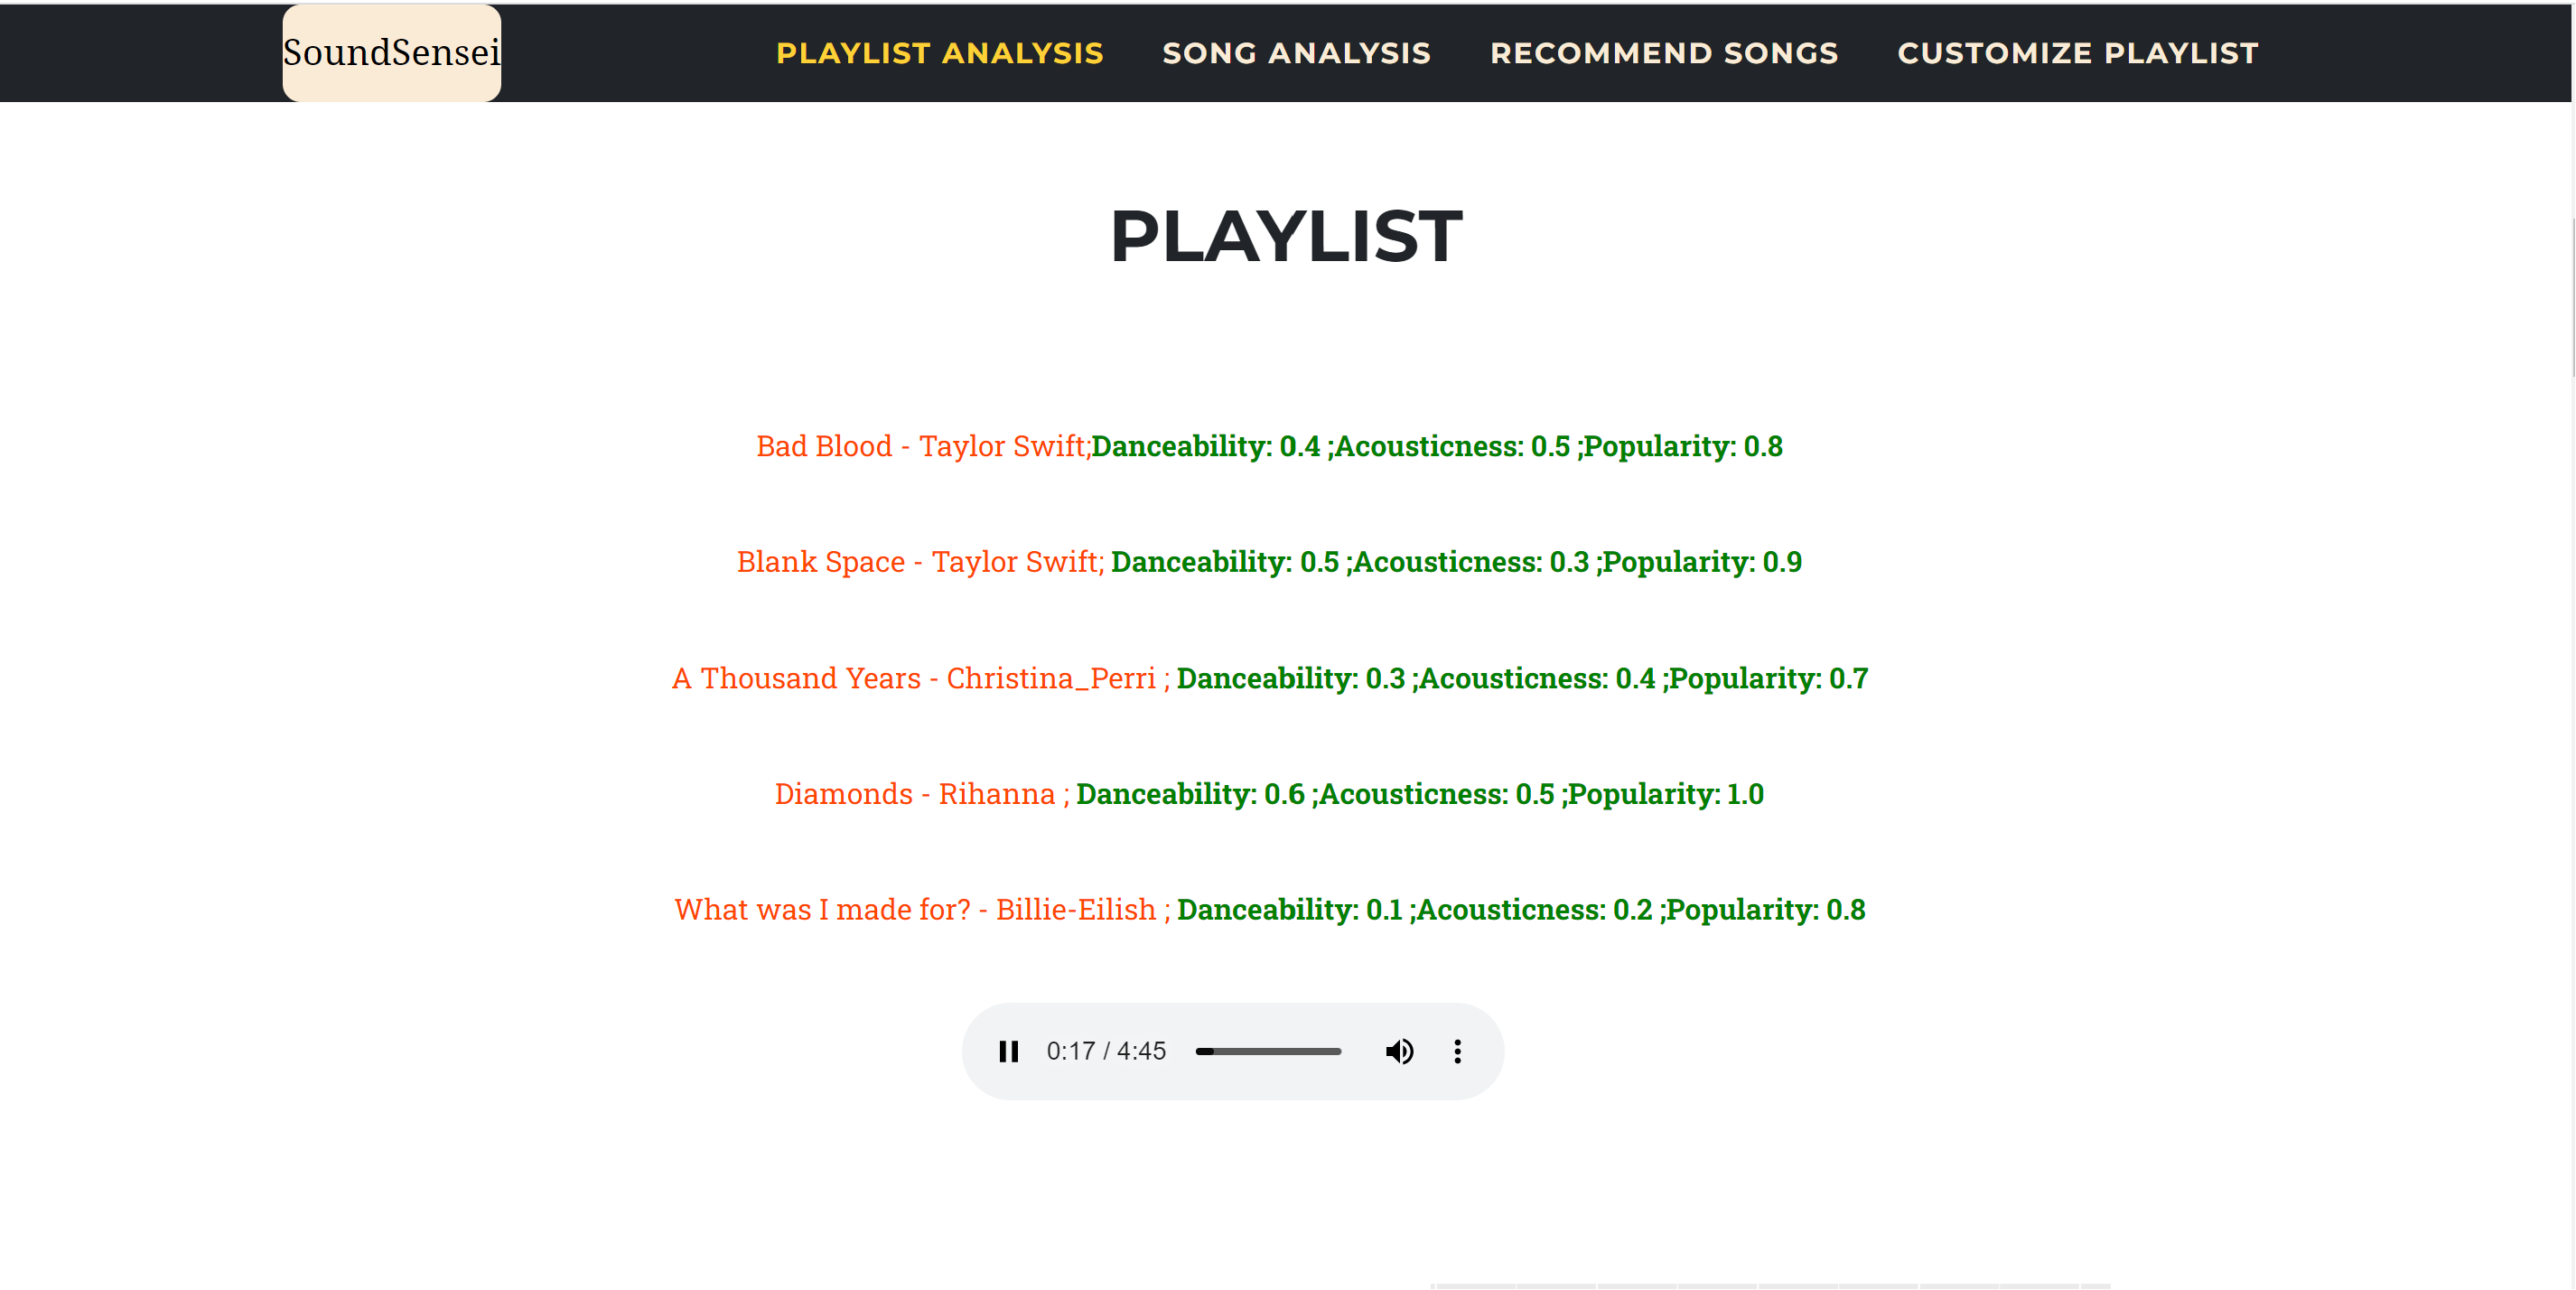 SoundSensei PLAYLIST ANALYSIS SONG ANALYSIS RECOMMEND SONGS CUSTOMIZE PLAYLIST
PLAYLIST
Bad Blood - Taylor Swift;Danceability: 0.4 ;Acousticness: 0.5 ;Popularity: 0.8
Blank Space - Taylor Swift; Danceability: 0.5 ;Acousticness: 0.3 ;Popularity: 0.9
A Thousand Years - Christina_Perri ; Danceability: 0.3 ;Acousticness: 0.4 ;Popularity: 0.7
Diamonds - Rihanna ; Danceability: 0.6 ;Acousticness: 0.5 ;Popularity: 1.0
What was I made for? - Billie-Eilish ; Danceability: 0.1 ;Acousticness: 0.2 ;Popularity: 0.8
0:17 / 4:45